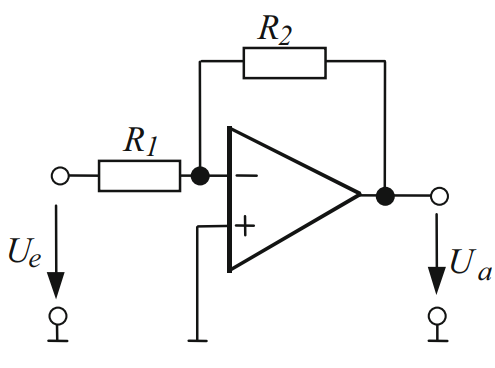 R2
R1
−
+
Ue
Ua